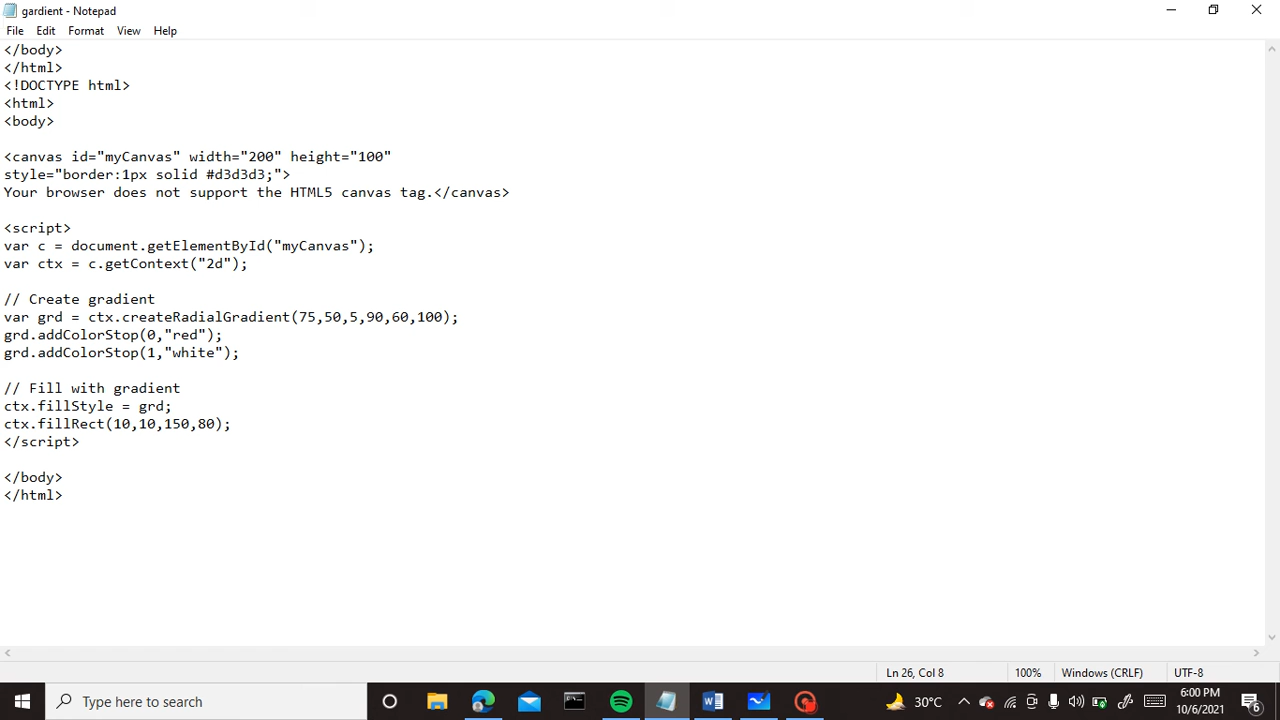 gardient - Notepad
File Edit Format View Help
</body>
</html>
<!DOCTYPE html>
<html>
<body>
<canvas id="myCanvas" width="200" height="100"
style="border:1px solid #d3d3d3;">
Your browser does not support the HTML5 canvas tag.</canvas>
<script>
var c = document.getElementById("myCanvas");
var ctx = c.getContext("2d");
// Create gradient
var grd = ctx.createRadialGradient(75,50,5,90,60,100);
grd.addColorStop(0,"red");
grd.addColorStop(1,"white");
// Fill with gradient
ctx.fillStyle = grd;
ctx.fillRect(10,10,150,80);
</script>
</body>
</html>
Ln 26, Col 8 100% Windows (CRLF) UTF-8
Type here to search 30°C 6:00 PM
10/6/2021 6